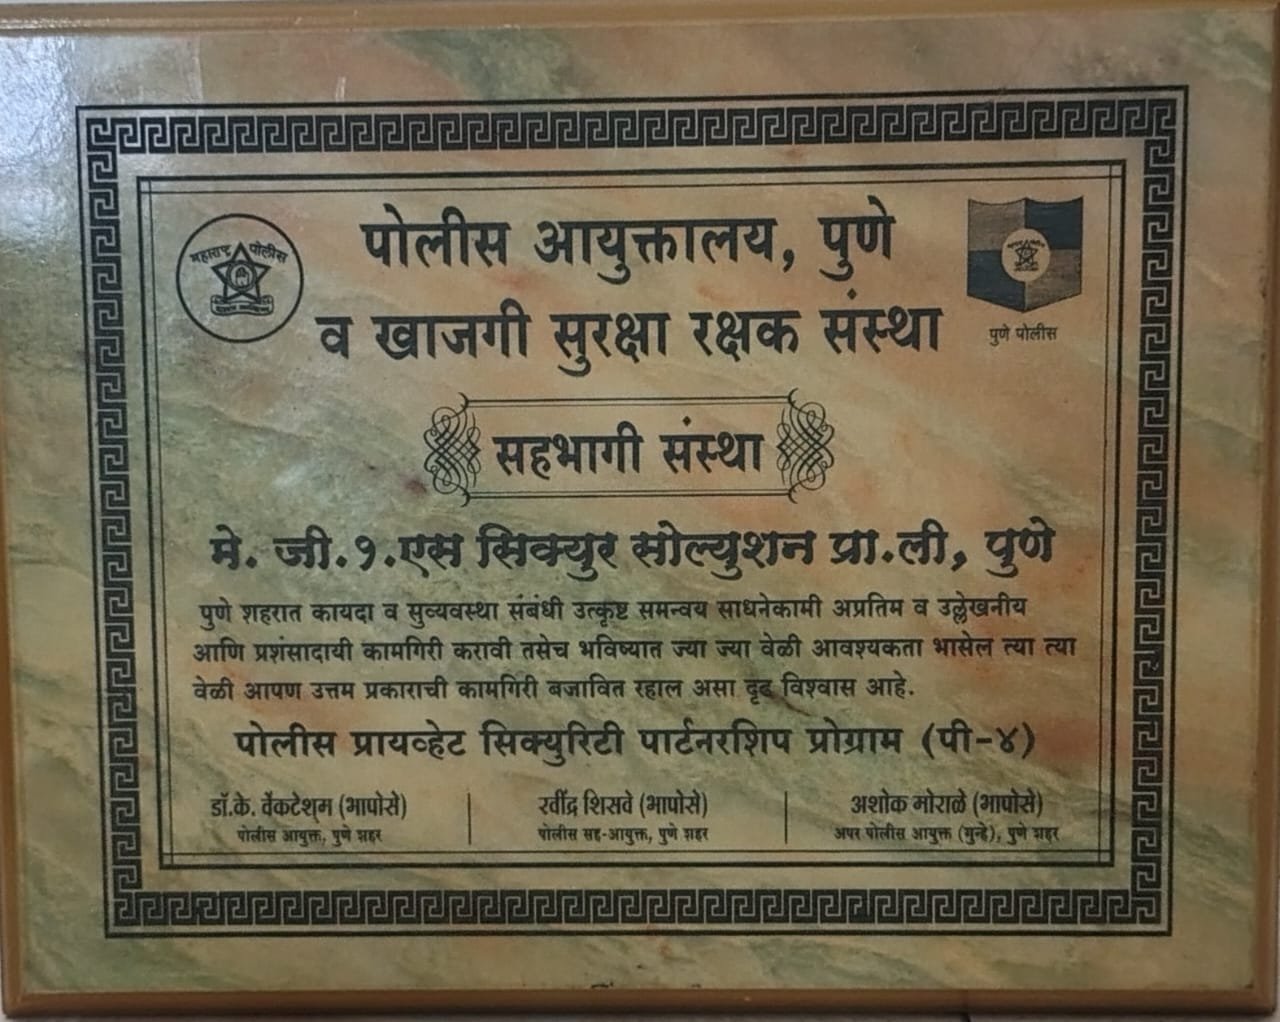 महाराष्ट्र पोलीस
पोलीस आयुक्तालय, पुणे
व खाजगी सुरक्षा रक्षक संस्था
पुणे पोलीस
सहभागी संस्था
मे. जी.१.एस सिक्युर सोल्युशन प्रा.ली, पुणे
पुणे शहरात कायदा व सुव्यवस्था संबंधी उत्कृष्ट समन्वय साधनेकामी अप्रतिम व उल्लेखनीय
आणि प्रशंसादायी कामगिरी करावी तसेच भविष्यात ज्या ज्या वेळी आवश्यकता भासेल त्या त्या
वेळी आपण उत्तम प्रकाराची कामगिरी बजावित रहाल असा दृढ विश्वास आहे.
पोलीस प्रायव्हेट सिक्युरिटी पार्टनरशिप प्रोग्राम (पी-४)
डॉ.के. वेंकटेश्म (भापोसे)
पोलीस आयुक्त, पुणे शहर
रवींद्र शिसवे (भापोसे)
पोलीस सह-आयुक्त, पुणे शहर
अशोक मोराळे (भापोसे)
अपर पोलीस आयुक्त (गुन्हे), पुणे शहर